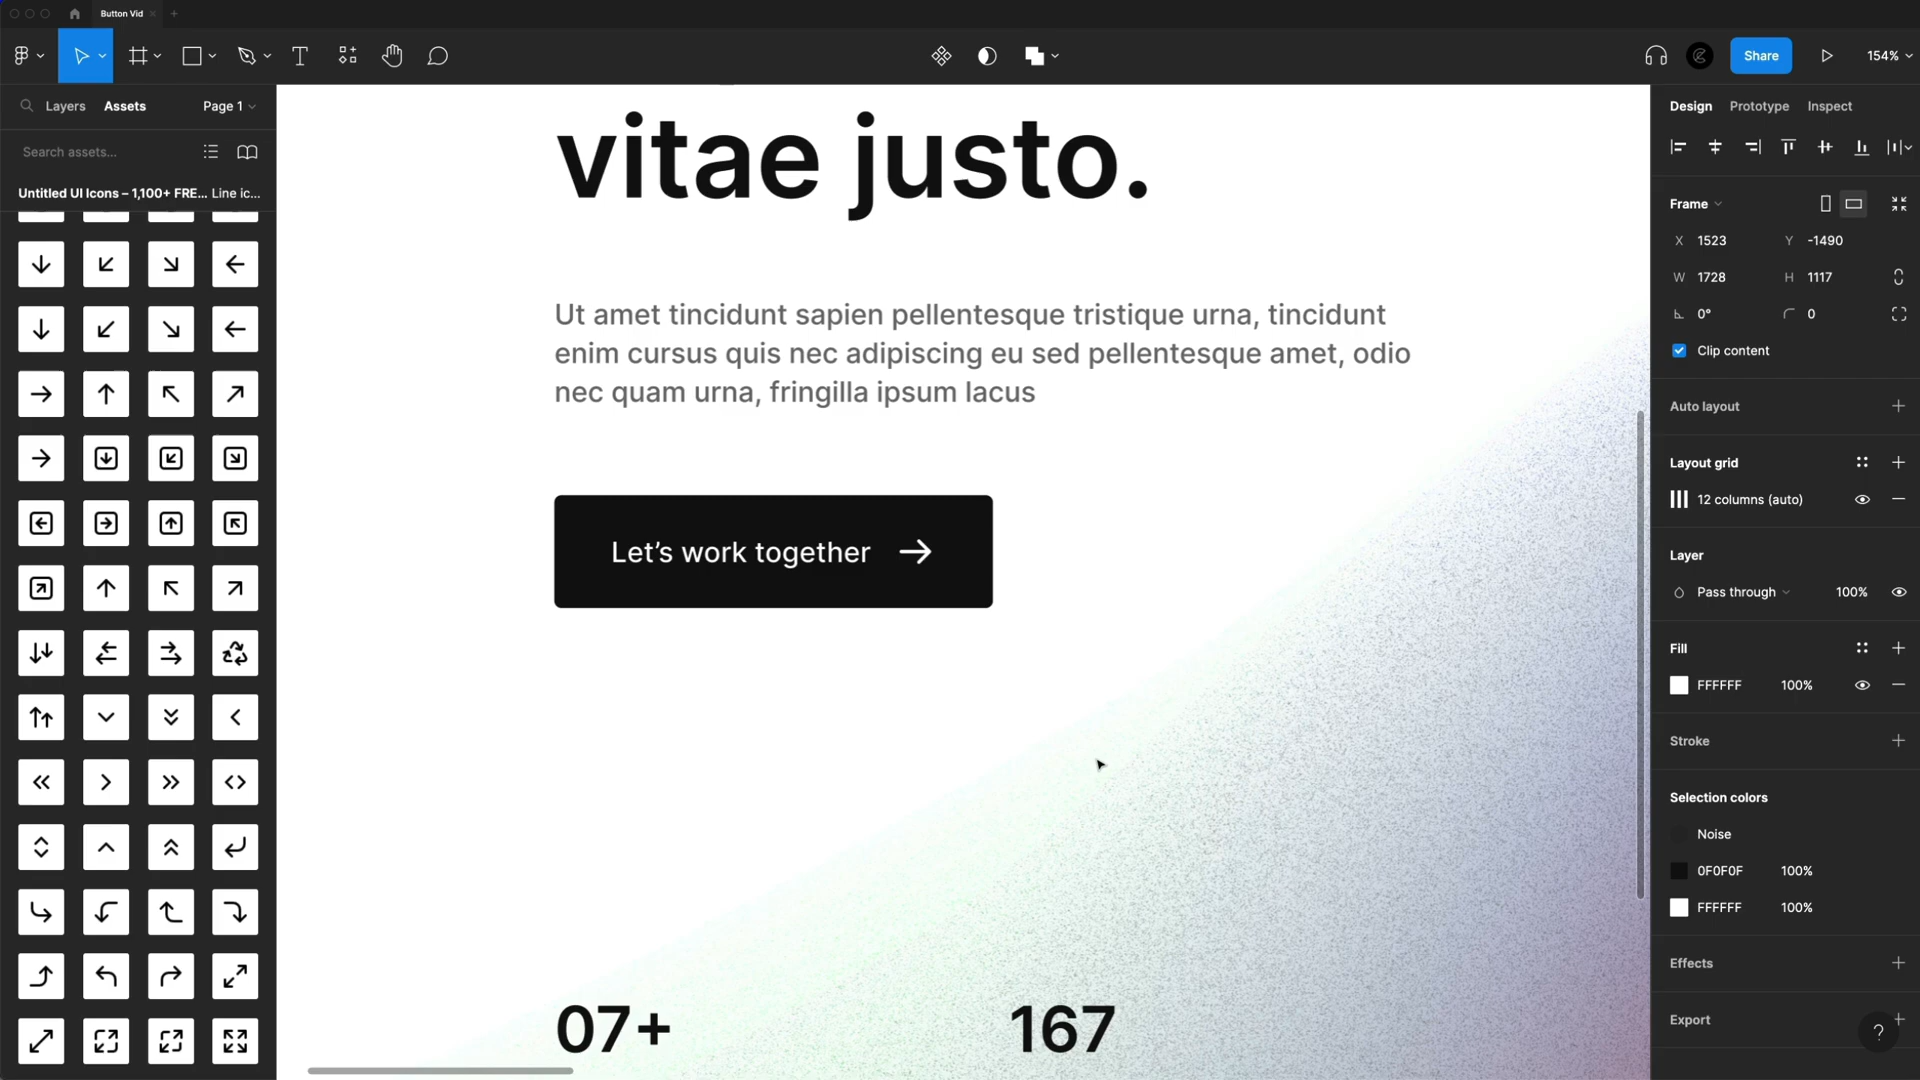 Button Vid
Share
154%
Layers
Assets
Page 1
Search assets...
Untitled UI Icons – 1,100+ FRE... Line ic...
vitae justo.
Ut amet tincidunt sapien pellentesque tristique urna, tincidunt
enim cursus quis nec adipiscing eu sed pellentesque amet, odio
nec quam urna, fringilla ipsum lacus
Let’s work together
07+
167
Design
Prototype
Inspect
Frame
X 1523
Y -1490
W 1728
H 1117
0°
0
Clip content
Auto layout
Layout grid
12 columns (auto)
Layer
Pass through
100%
Fill
FFFFFF
100%
Stroke
Selection colors
Noise
0F0F0F
100%
FFFFFF
100%
Effects
Export
?